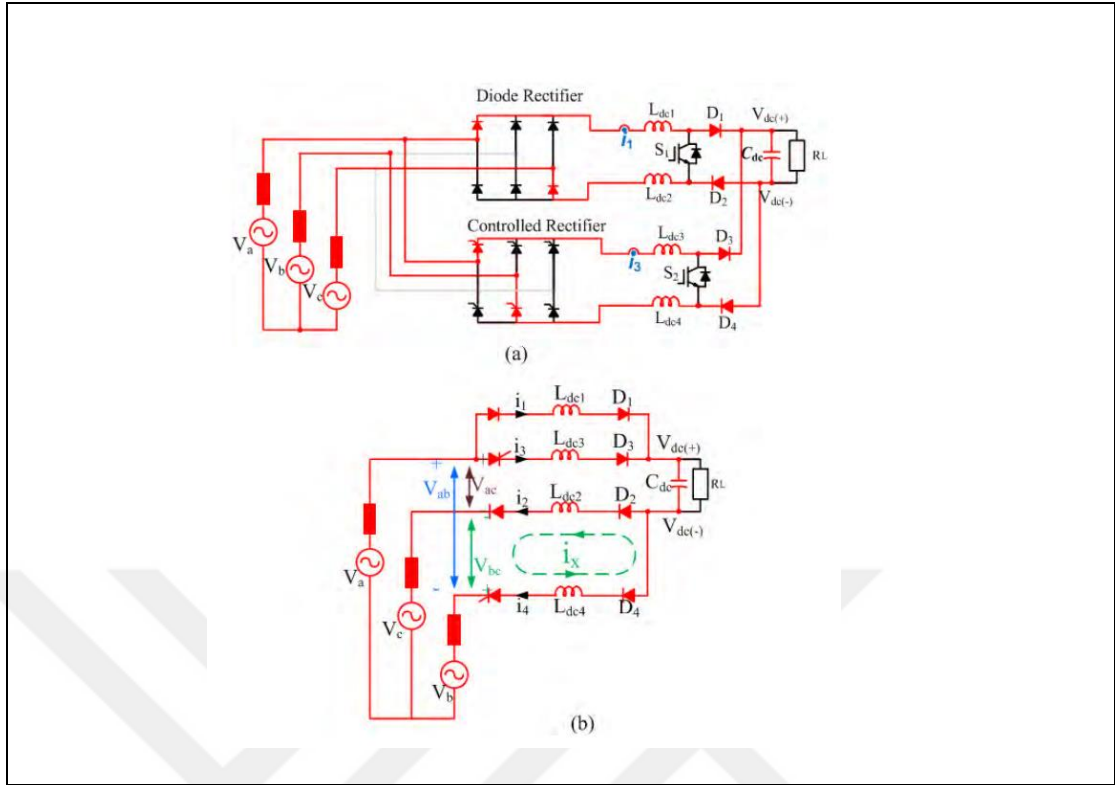 Diode Rectifier
Ldc1
D1
Vdc(+)
i1
S1
Cdc
RL
Ldc2
D2
Vdc(-)
Controlled Rectifier
Ldc3
D3
i3
S2
Ldc4
D4
Va
Vb
Vc
(a)
i1
Ldc1
D1
i3
Ldc3
D3
Vdc(+)
+
+
Vab
Vac
Cdc
RL
i2
Ldc2
D2
-
Vdc(-)
Vbc
ix
Va
-
+
i4
Ldc4
D4
Vc
Vb
(b)